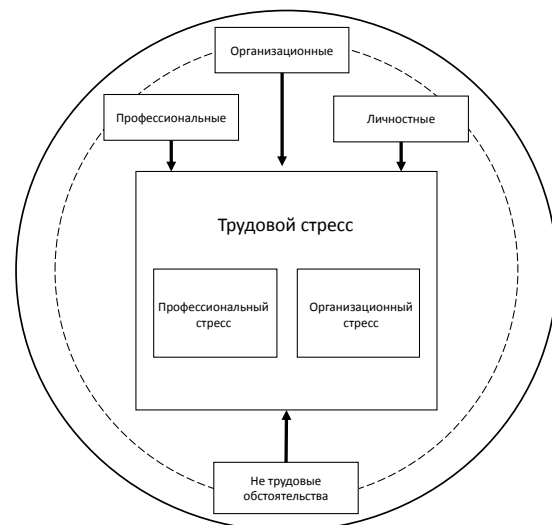 Организационные
Профессиональные
Личностные
Трудовой стресс
Профессиональный
стресс
Организационный
стресс
Не трудовые
обстоятельства